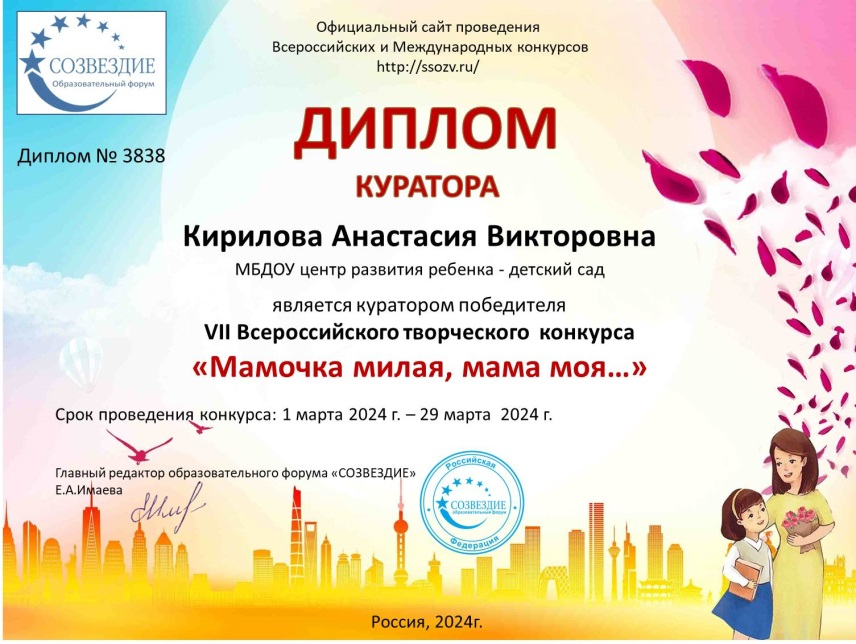 СОЗВЕЗДИЕ
Образовательный форум
Официальный сайт проведения
Всероссийских и Международных конкурсов
http://ssozv.ru/
Диплом № 3838
ДИПЛОМ
КУРАТОРА
Кирилова Анастасия Викторовна
МБДОУ центр развития ребенка - детский сад
является куратором победителя
VII Всероссийского творческого конкурса
«Мамочка милая, мама моя…»
Срок проведения конкурса: 1 марта 2024 г. – 29 марта 2024 г.
Главный редактор образовательного форума «СОЗВЕЗДИЕ»
Е.А.Имаева
Российская
СОЗВЕЗДИЕ
образовательный форум
Федерация
Россия, 2024г.